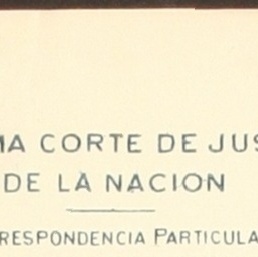 MA CORTE DE JUS
DE LA NACION
RESPONDENCIA PARTICULA